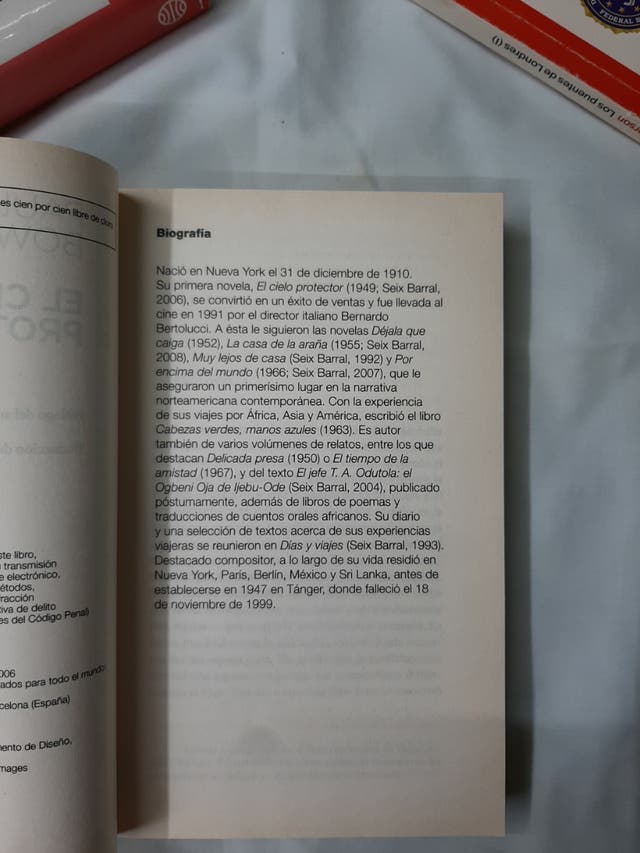 FEDERAL
rson Los puentes de Londres (I)
es cien por cien libre de cloro
Biografía
Nació en Nueva York el 31 de diciembre de 1910.
Su primera novela, El cielo protector (1949; Seix Barral,
2006), se convirtió en un éxito de ventas y fue llevada al
cine en 1991 por el director italiano Bernardo
Bertolucci. A ésta le siguieron las novelas Déjala que
caiga (1952), La casa de la araña (1955; Seix Barral,
2008), Muy lejos de casa (Seix Barral, 1992) y Por
encima del mundo (1966; Seix Barral, 2007), que le
aseguraron un primerísimo lugar en la narrativa
norteamericana contemporánea. Con la experiencia
de sus viajes por África, Asia y América, escribió el libro
Cabezas verdes, manos azules (1963). Es autor
también de varios volúmenes de relatos, entre los que
destacan Delicada presa (1950) o El tiempo de la
amistad (1967), y del texto El jefe T. A. Odutola: el
Ogbeni Oja de Ijebu-Ode (Seix Barral, 2004), publicado
póstumamente, además de libros de poemas y
traducciones de cuentos orales africanos. Su diario
y una selección de textos acerca de sus experiencias
viajeras se reunieron en Días y viajes (Seix Barral, 1993).
Destacado compositor, a lo largo de su vida residió en
Nueva York, París, Berlín, México y Sri Lanka, antes de
establecerse en 1947 en Tánger, donde falleció el 18
de noviembre de 1999.
ste libro,
transmisión
e electrónico,
étodos,
fracción
tiva de delito
es del Código Penal)
006
ados para todo el mundo
celona (España)
mento de Diseño,
mages